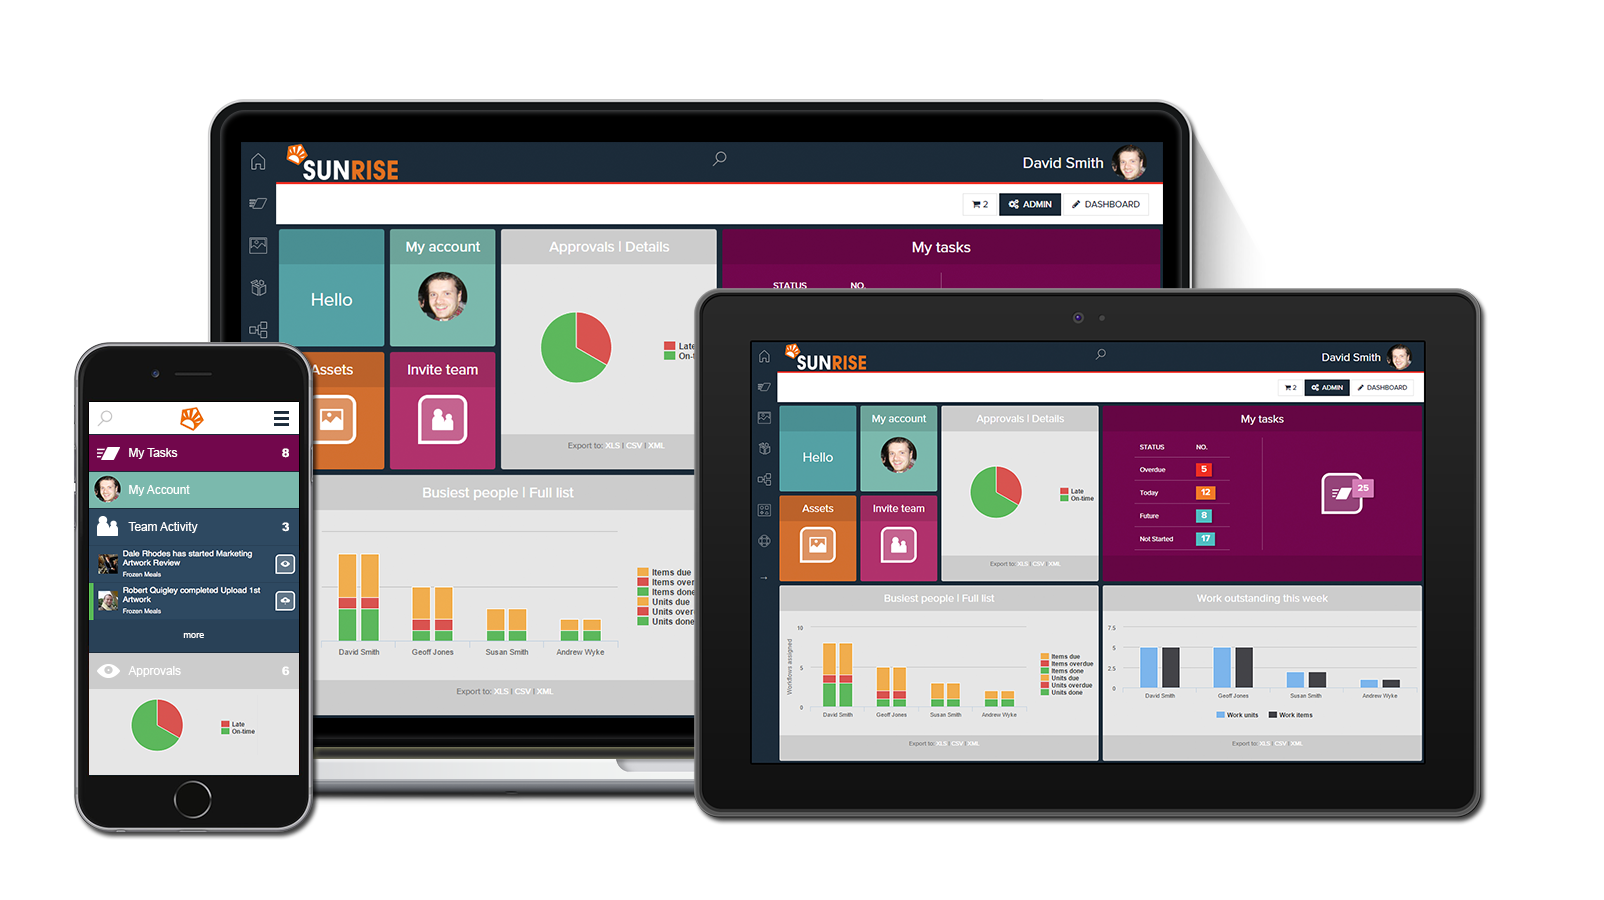 SUNRISE
David Smith
2
ADMIN
DASHBOARD
Hello
My account
Approvals | Details
Late
On-t
Export to: XLS | CSV | XML
My tasks
STATUS NO.
Assets
Invite team
Busiest people | Full list
Items due
Items over
Items done
Units due
Units over
Units done
David Smith
Geoff Jones
Susan Smith
Andrew Wyke
Export to: XLS | CSV | XML
My Tasks 8
My Account
Team Activity 3
Dale Rhodes has started Marketing
Artwork Review
Frozen Meals
Robert Quigley completed Upload 1st
Artwork
Frozen Meals
more
Approvals 6
Late
On-time
SUNRISE
David Smith
2
ADMIN
DASHBOARD
Hello
My account
Approvals | Details
Late
On-time
Export to: XLS | CSV | XML
My tasks
STATUS NO.
Overdue 5
Today 12
Future 8
Not Started 17
25
Assets
Invite team
Busiest people | Full list
Workflows assigned
10
5
0
David Smith
Geoff Jones
Susan Smith
Andrew Wyke
Items due
Items overdue
Items done
Units due
Units overdue
Units done
Export to: XLS | CSV | XML
Work outstanding this week
7.5
5
2.5
0
David Smith
Geoff Jones
Susan Smith
Andrew Wyke
Work units
Work items
Export to: XLS | CSV | XML